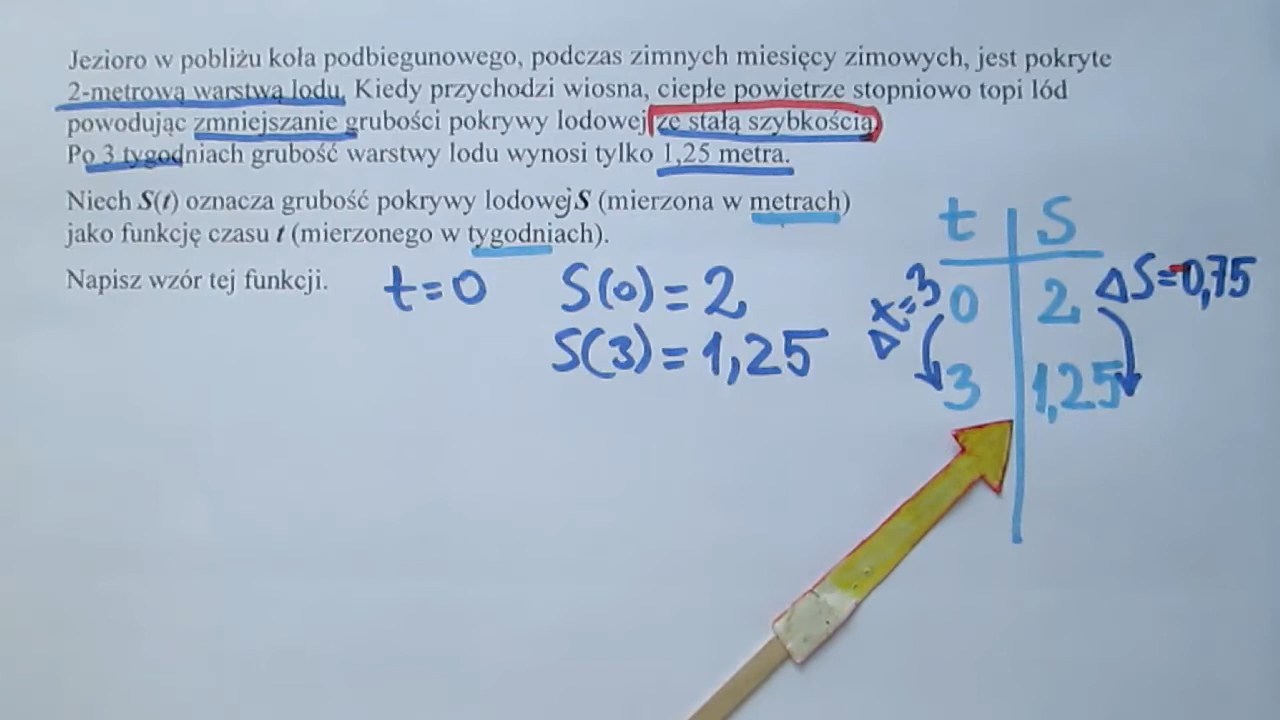 Jezioro w pobliżu koła podbiegunowego, podczas zimnych miesięcy zimowych, jest pokryte
2-metrową warstwą lodu. Kiedy przychodzi wiosna, ciepłe powietrze stopniowo topi lód
powodując zmniejszanie grubości pokrywy lodowej ze stałą szybkością.
Po 3 tygodniach grubość warstwy lodu wynosi tylko 1,25 metra.
Niech S(t) oznacza grubość pokrywy lodowej S (mierzona w metrach)
jako funkcję czasu t (mierzonego w tygodniach).
Napisz wzór tej funkcji.
t=0 S(0)=2
S(3)=1,25
t S
Δt=3 0 2 ΔS=-0,75
3 1,25